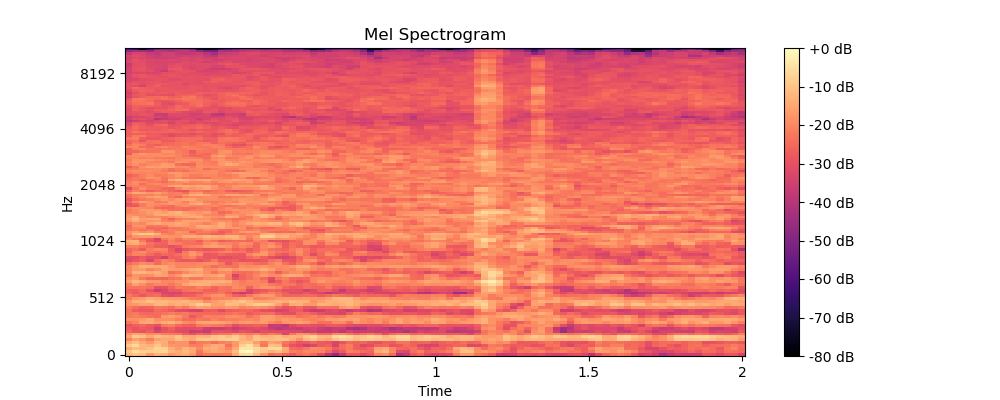 Mel Spectrogram
Hz
8192
4096
2048
1024
512
0
0 0.5 1 1.5 2
Time
+0 dB
-10 dB
-20 dB
-30 dB
-40 dB
-50 dB
-60 dB
-70 dB
-80 dB